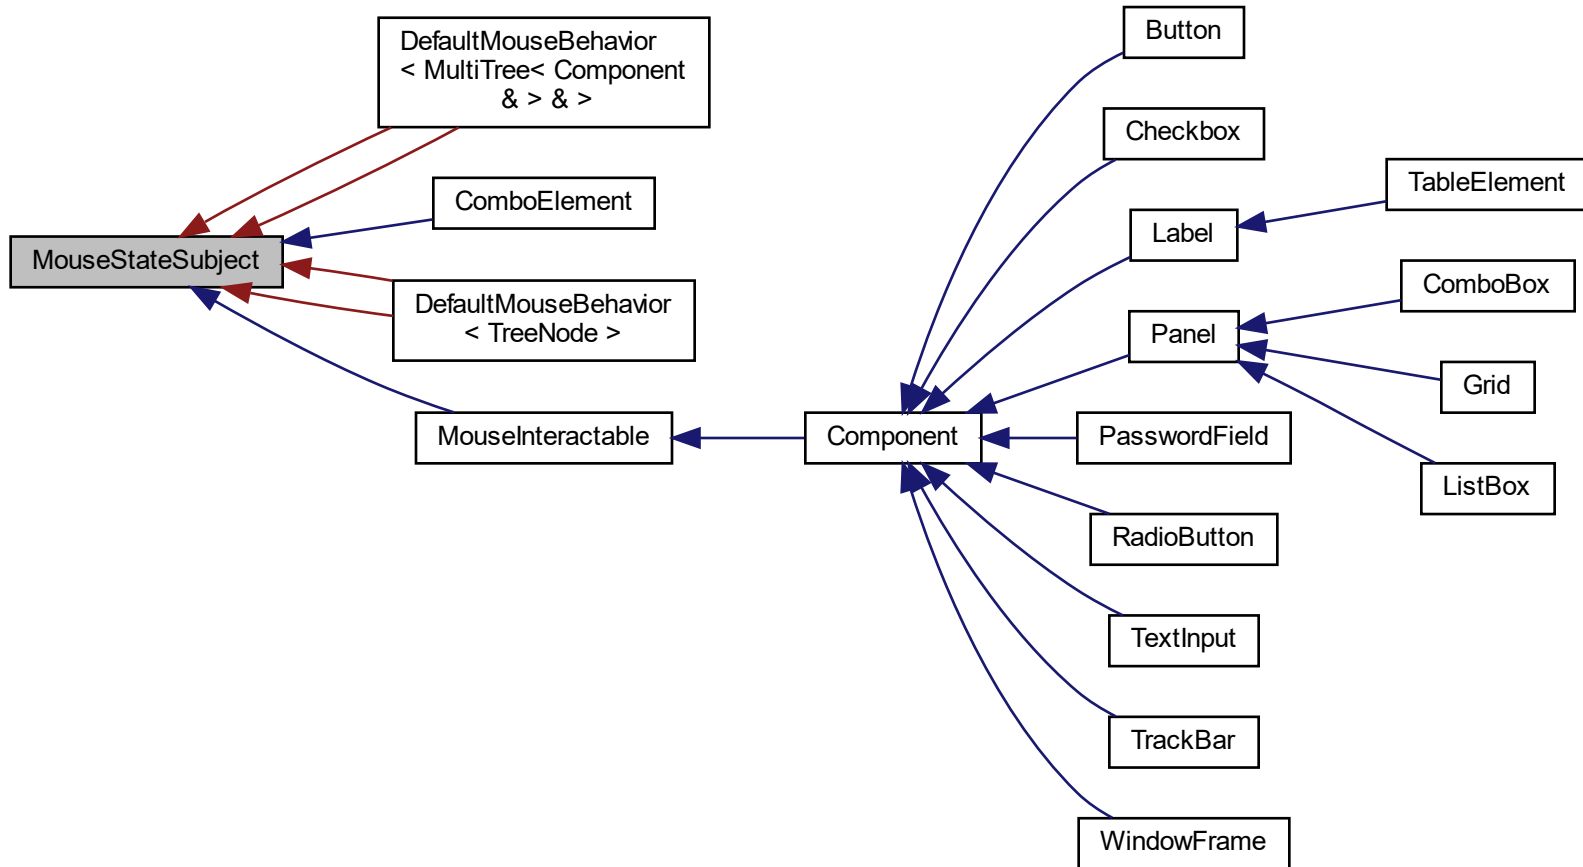 Button
DefaultMouseBehavior
< MultiTree< Component
& > & >
Checkbox
TableElement
ComboElement
Label
MouseStateSubject
ComboBox
DefaultMouseBehavior
< TreeNode >
Panel
Grid
MouseInteractable
Component
PasswordField
ListBox
RadioButton
TextInput
TrackBar
WindowFrame